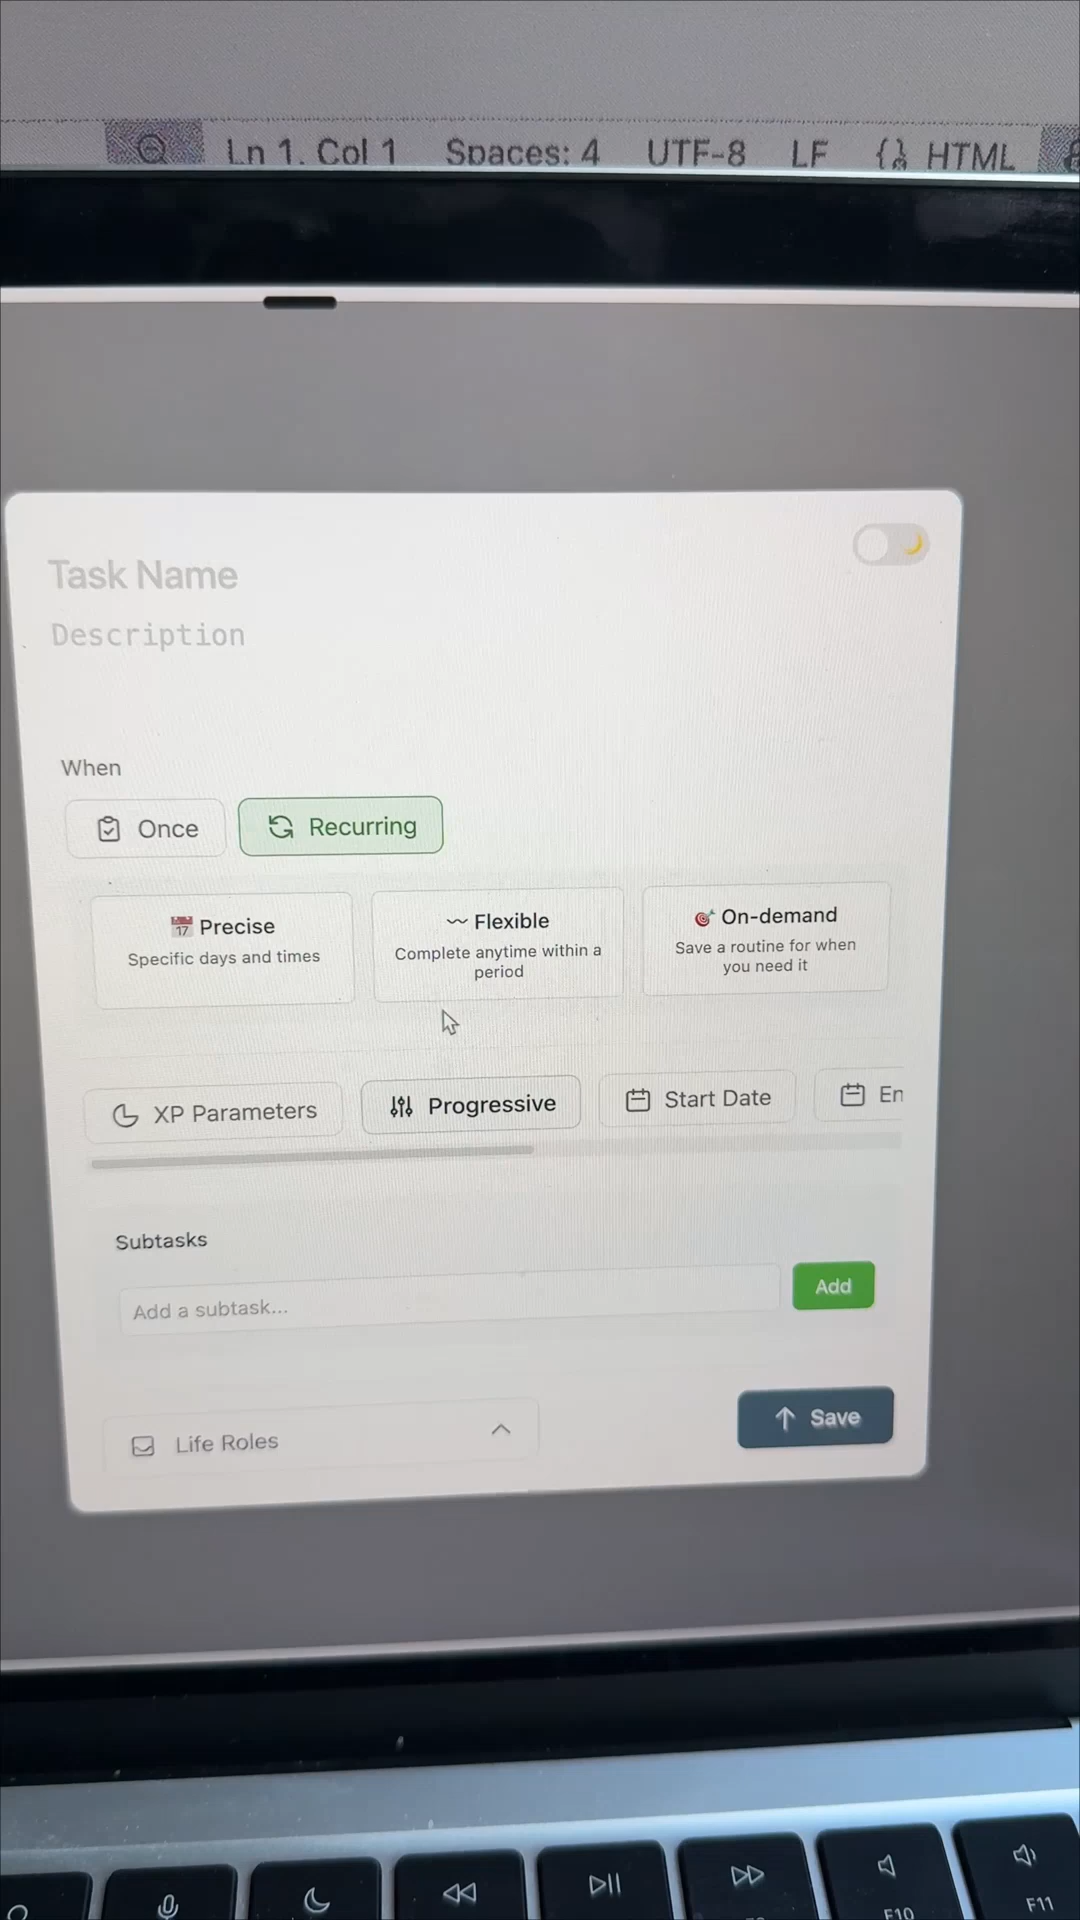 Ln 1, Col 1 Spaces: 4 UTF-8 LF {} HTML
Task Name
Description
When
Once Recurring
17 Precise
Specific days and times
Flexible
Complete anytime within a
period
On-demand
Save a routine for when
you need it
XP Parameters Progressive Start Date En
Subtasks
Add a subtask...
Add
Life Roles
Save
F10
F11